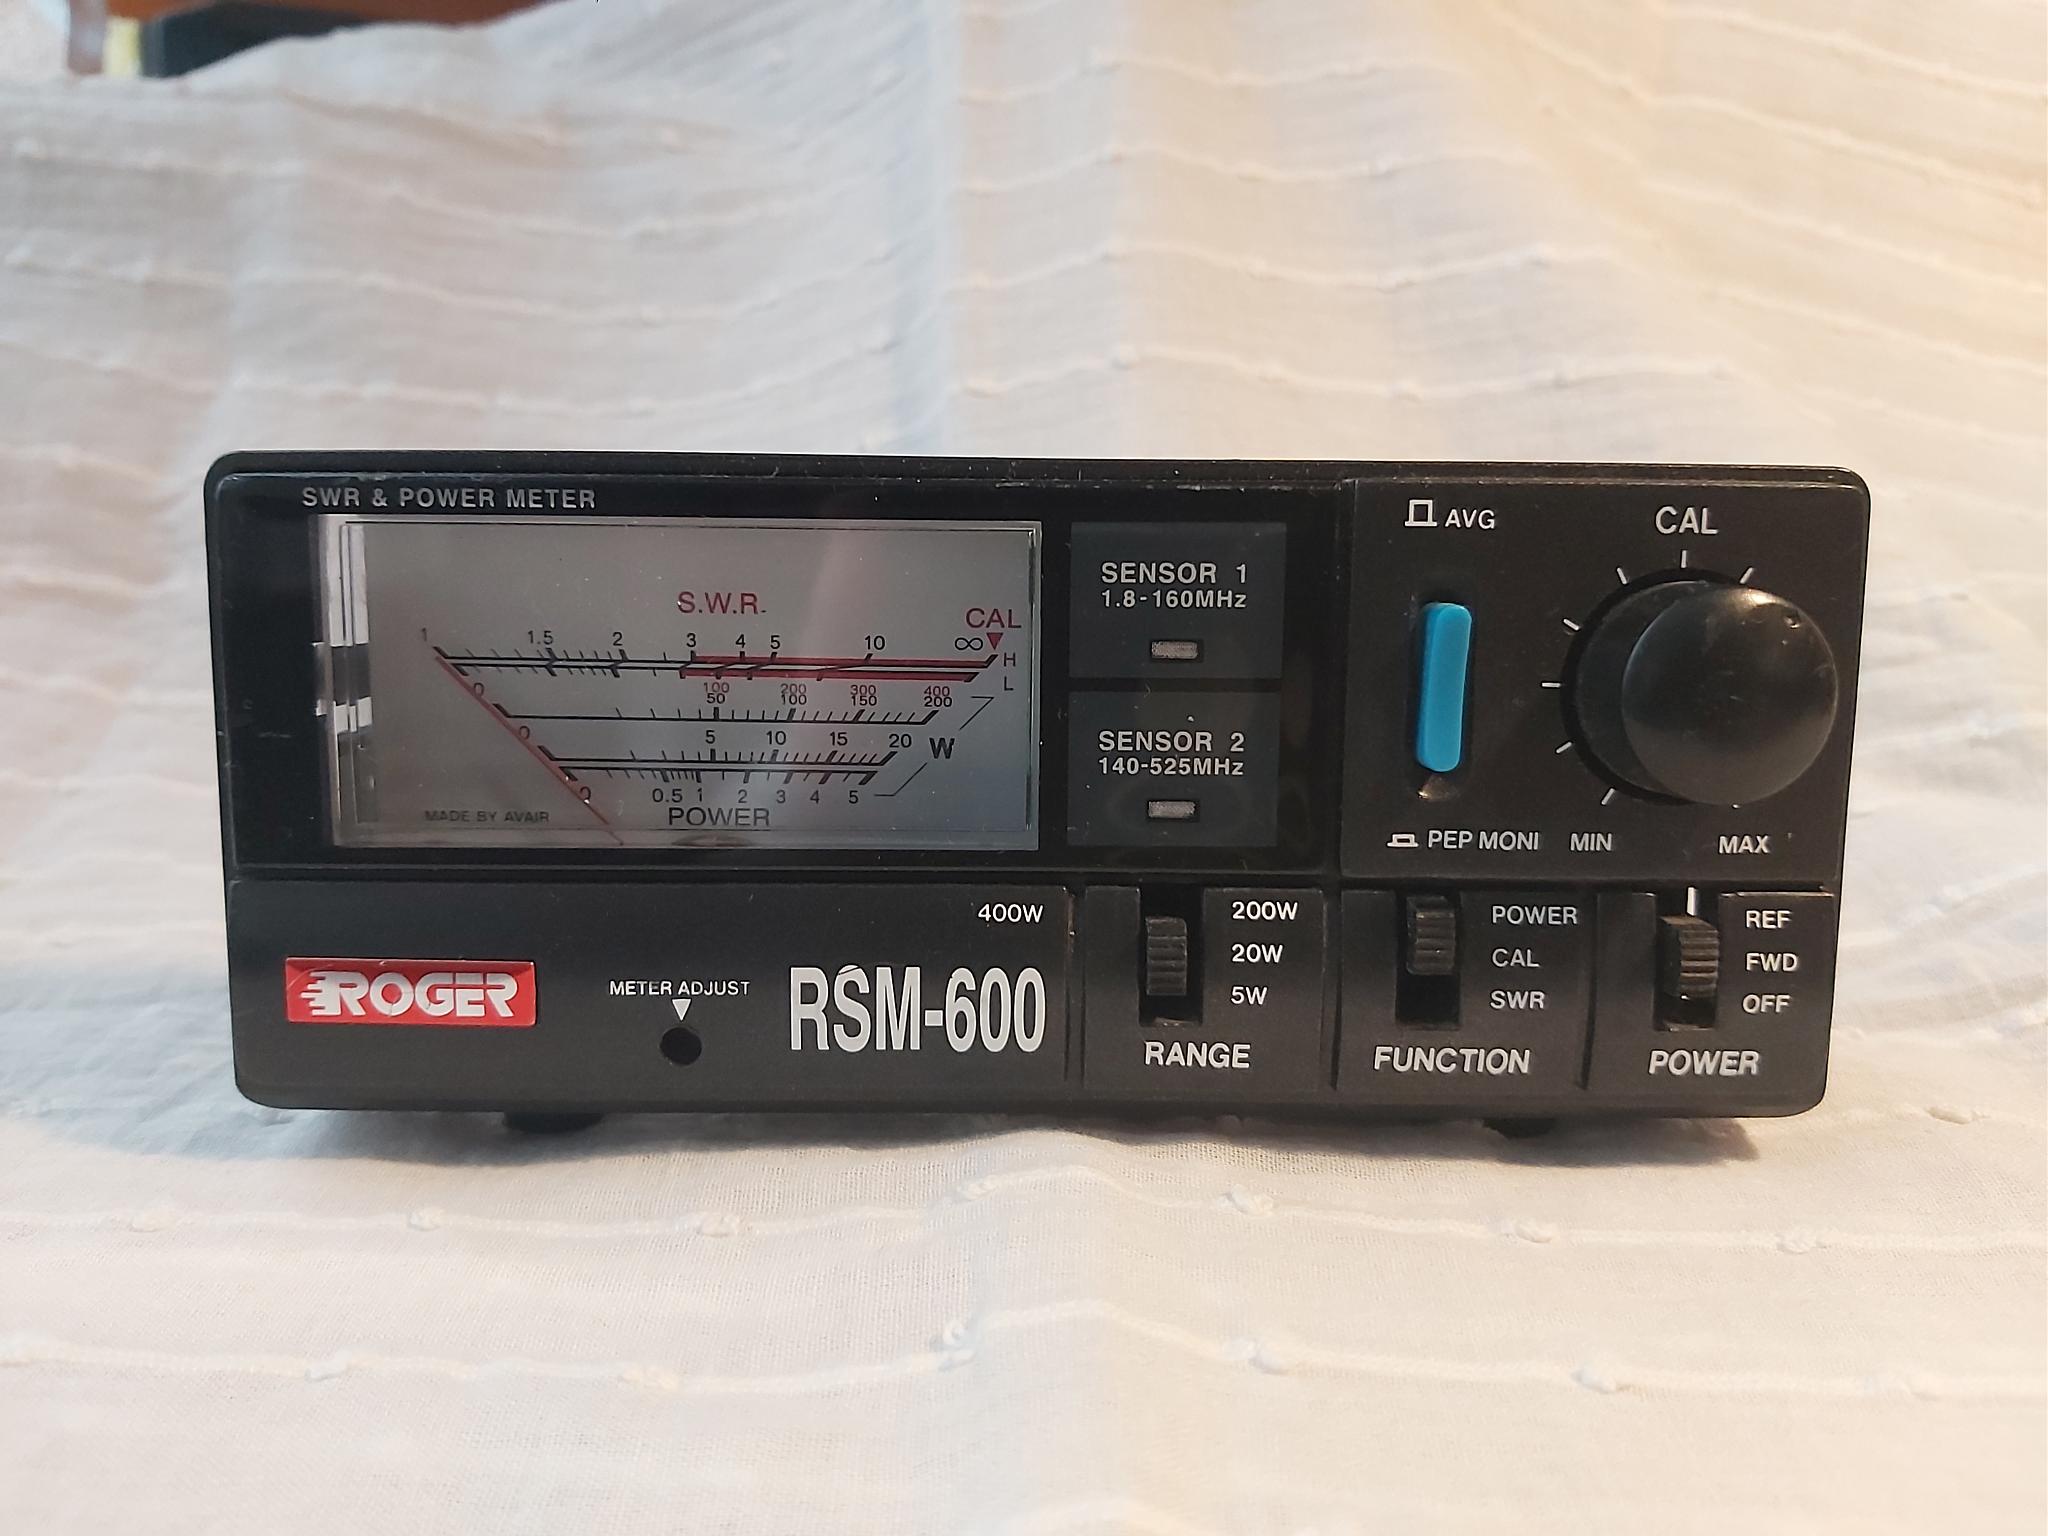 SWR & POWER METER
S.W.R.
CAL
1 1.5 2 3 4 5 10 ∞
H
L
0 100 200 300 400
50 100 150 200
0 5 10 15 20 W
0 0.5 1 2 3 4 5
MADE BY AVAIR
POWER
SENSOR 1
1.8-160MHz
SENSOR 2
140-525MHz
AVG
PEP MONI
CAL
MIN
MAX
ROGER
METER ADJUST
RSM-600
400W
200W
20W
5W
RANGE
POWER
CAL
SWR
FUNCTION
REF
FWD
OFF
POWER